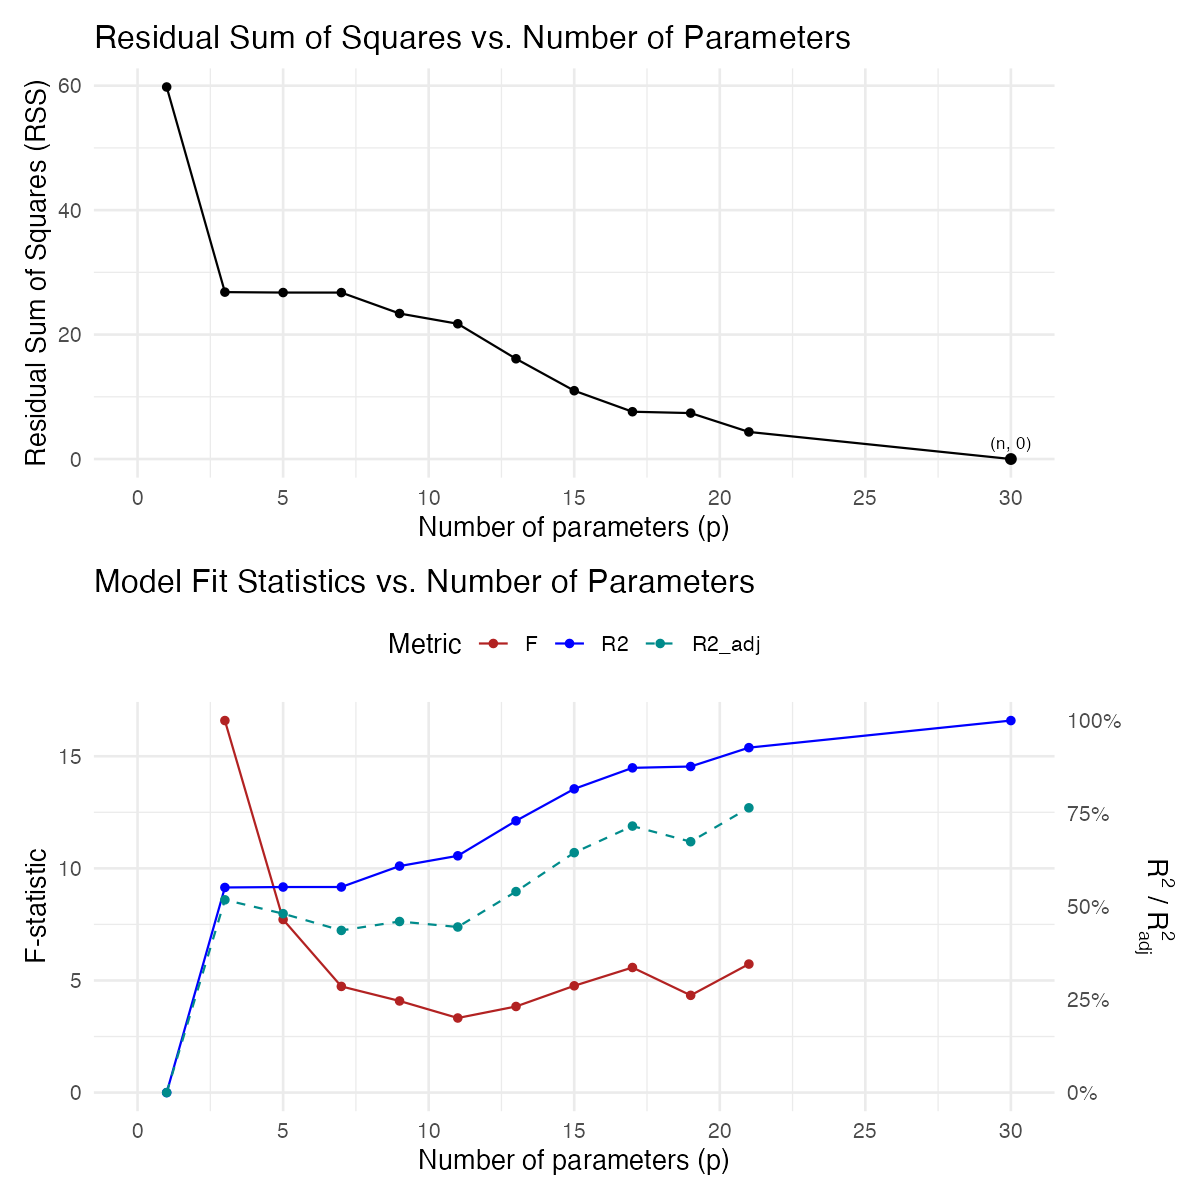 Residual Sum of Squares vs. Number of Parameters
Residual Sum of Squares (RSS)
60
40
20
0
(n, 0)
0 5 10 15 20 25 30
Number of parameters (p)
Model Fit Statistics vs. Number of Parameters
Metric F R2 R2_adj
F-statistic
15
10
5
0
100%
75%
50%
25%
0%
R² / R²adj
0 5 10 15 20 25 30
Number of parameters (p)